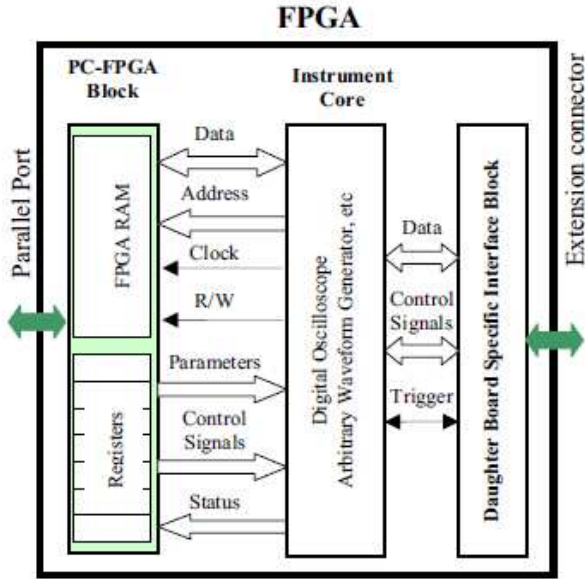 FPGA
PC-FPGA
Block
Instrument
Core
Parallel Port
Extension connector
FPGA RAM
Registers
Data
Address
Clock
R/W
Parameters
Control
Signals
Status
Digital Oscilloscope
Arbitrary Waveform Generator, etc
Data
Control
Signals
Trigger
Daughter Board Specific Interface Block